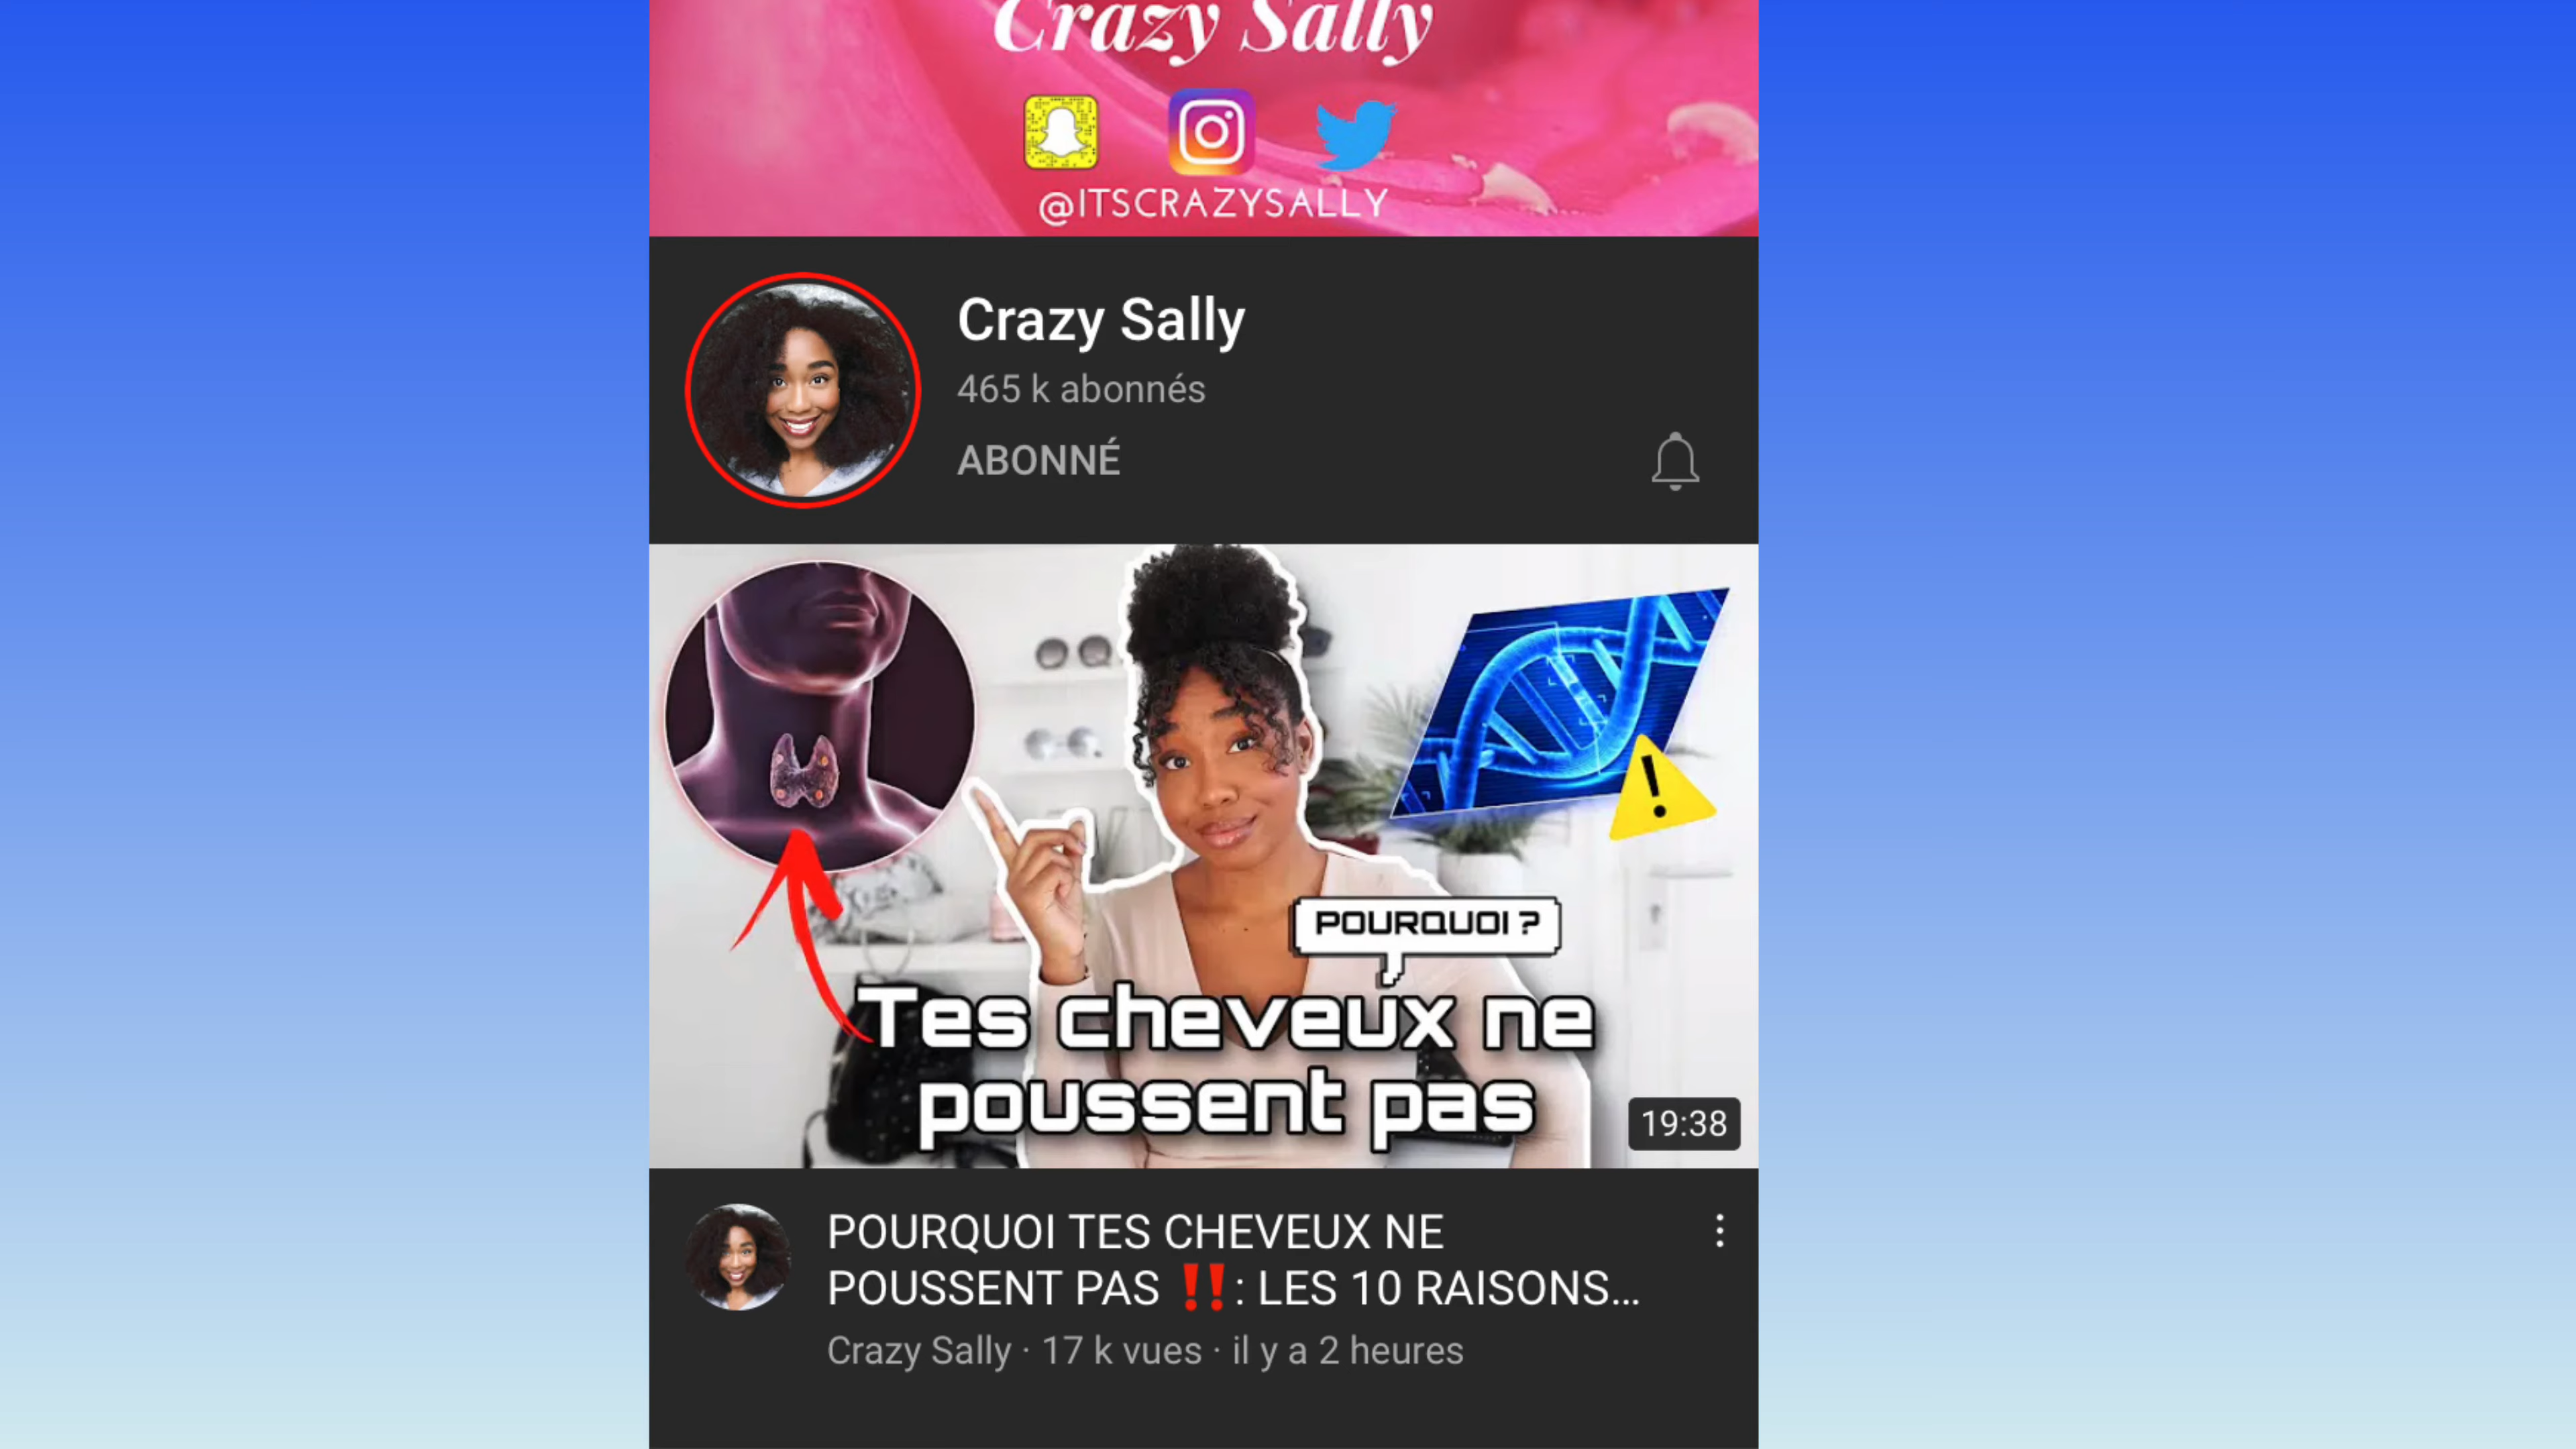 Crazy Sally
@ITSCRAZYSALLY
Crazy Sally
465 k abonnés
ABONNÉ
POURQUOI ?
Tes cheveux ne
poussent pas
19:38
POURQUOI TES CHEVEUX NE
POUSSENT PAS ‼️: LES 10 RAISONS...
Crazy Sally · 17 k vues · il y a 2 heures